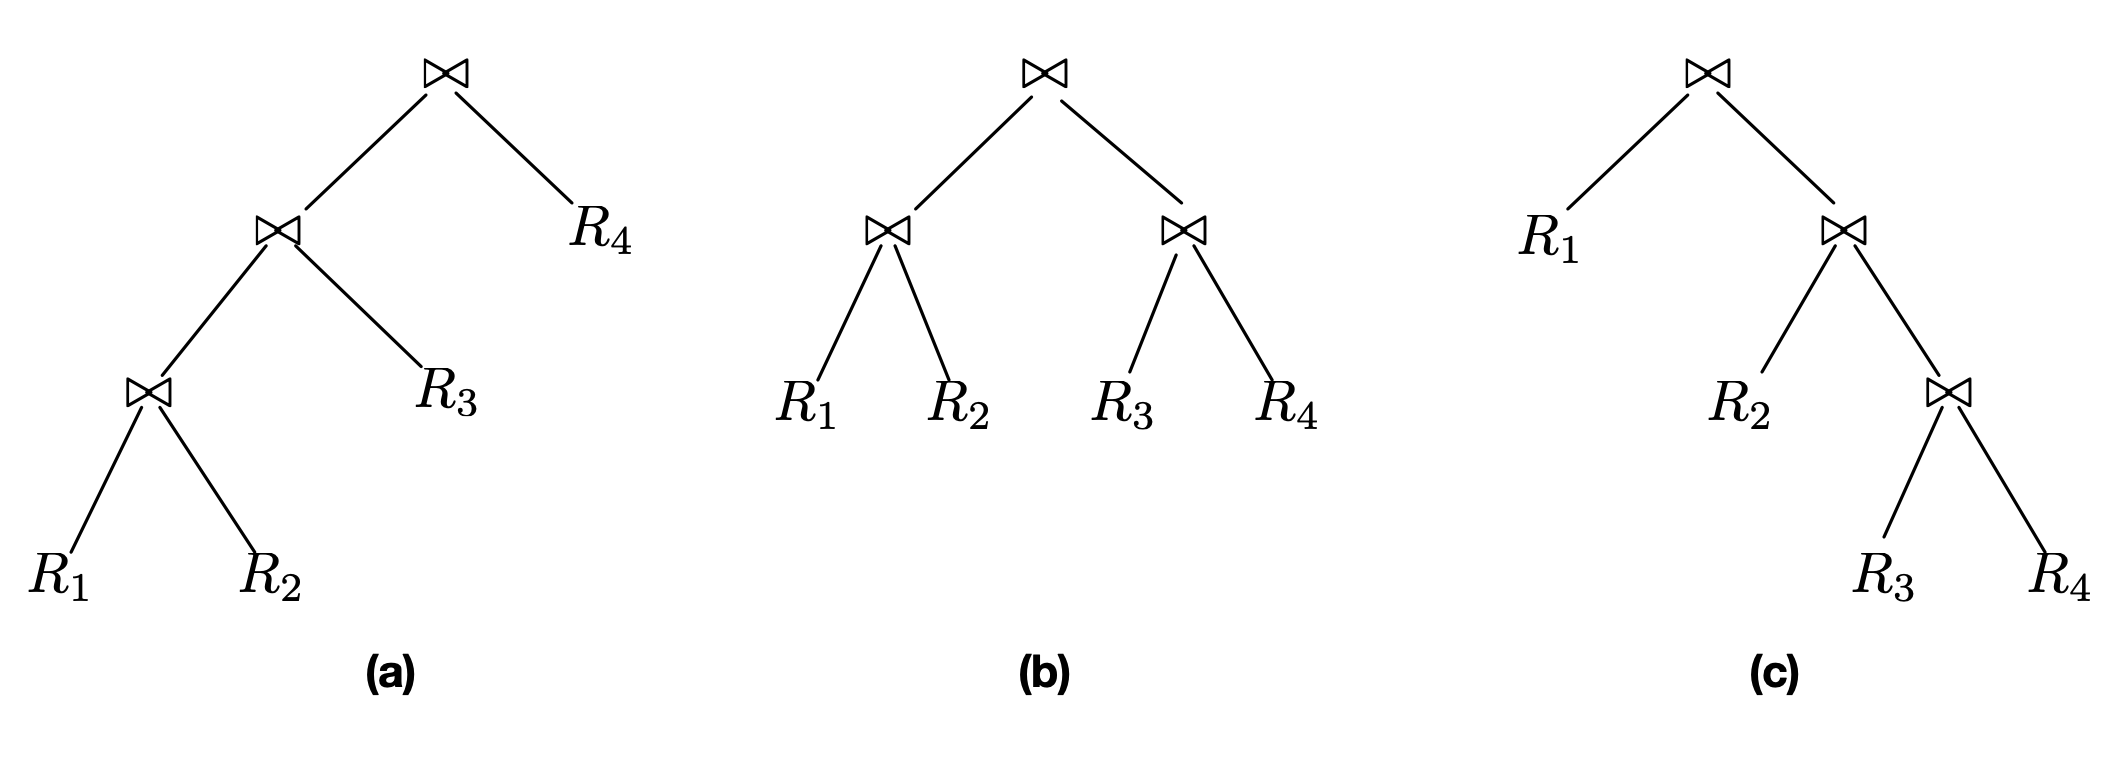 ⋈ ⋈ ⋈
⋈ R₄ ⋈ ⋈ R₁ ⋈
⋈ R₃ R₁ R₂ R₃ R₄ R₂ ⋈
R₁ R₂ R₃ R₄
(a) (b) (c)